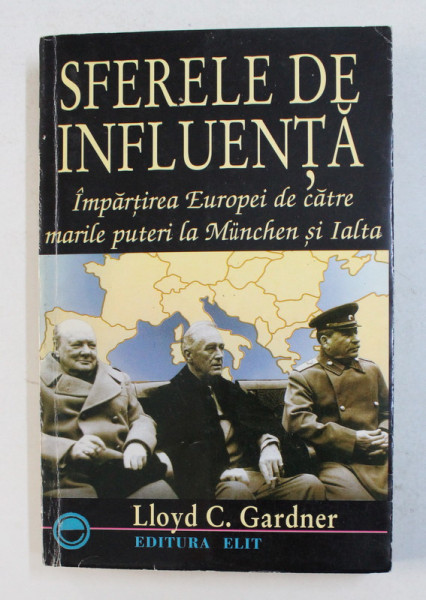 SFERELE DE
INFLUENȚĂ
Împărțirea Europei de către
marile puteri la München și Ialta
Lloyd C. Gardner
EDITURA ELIT